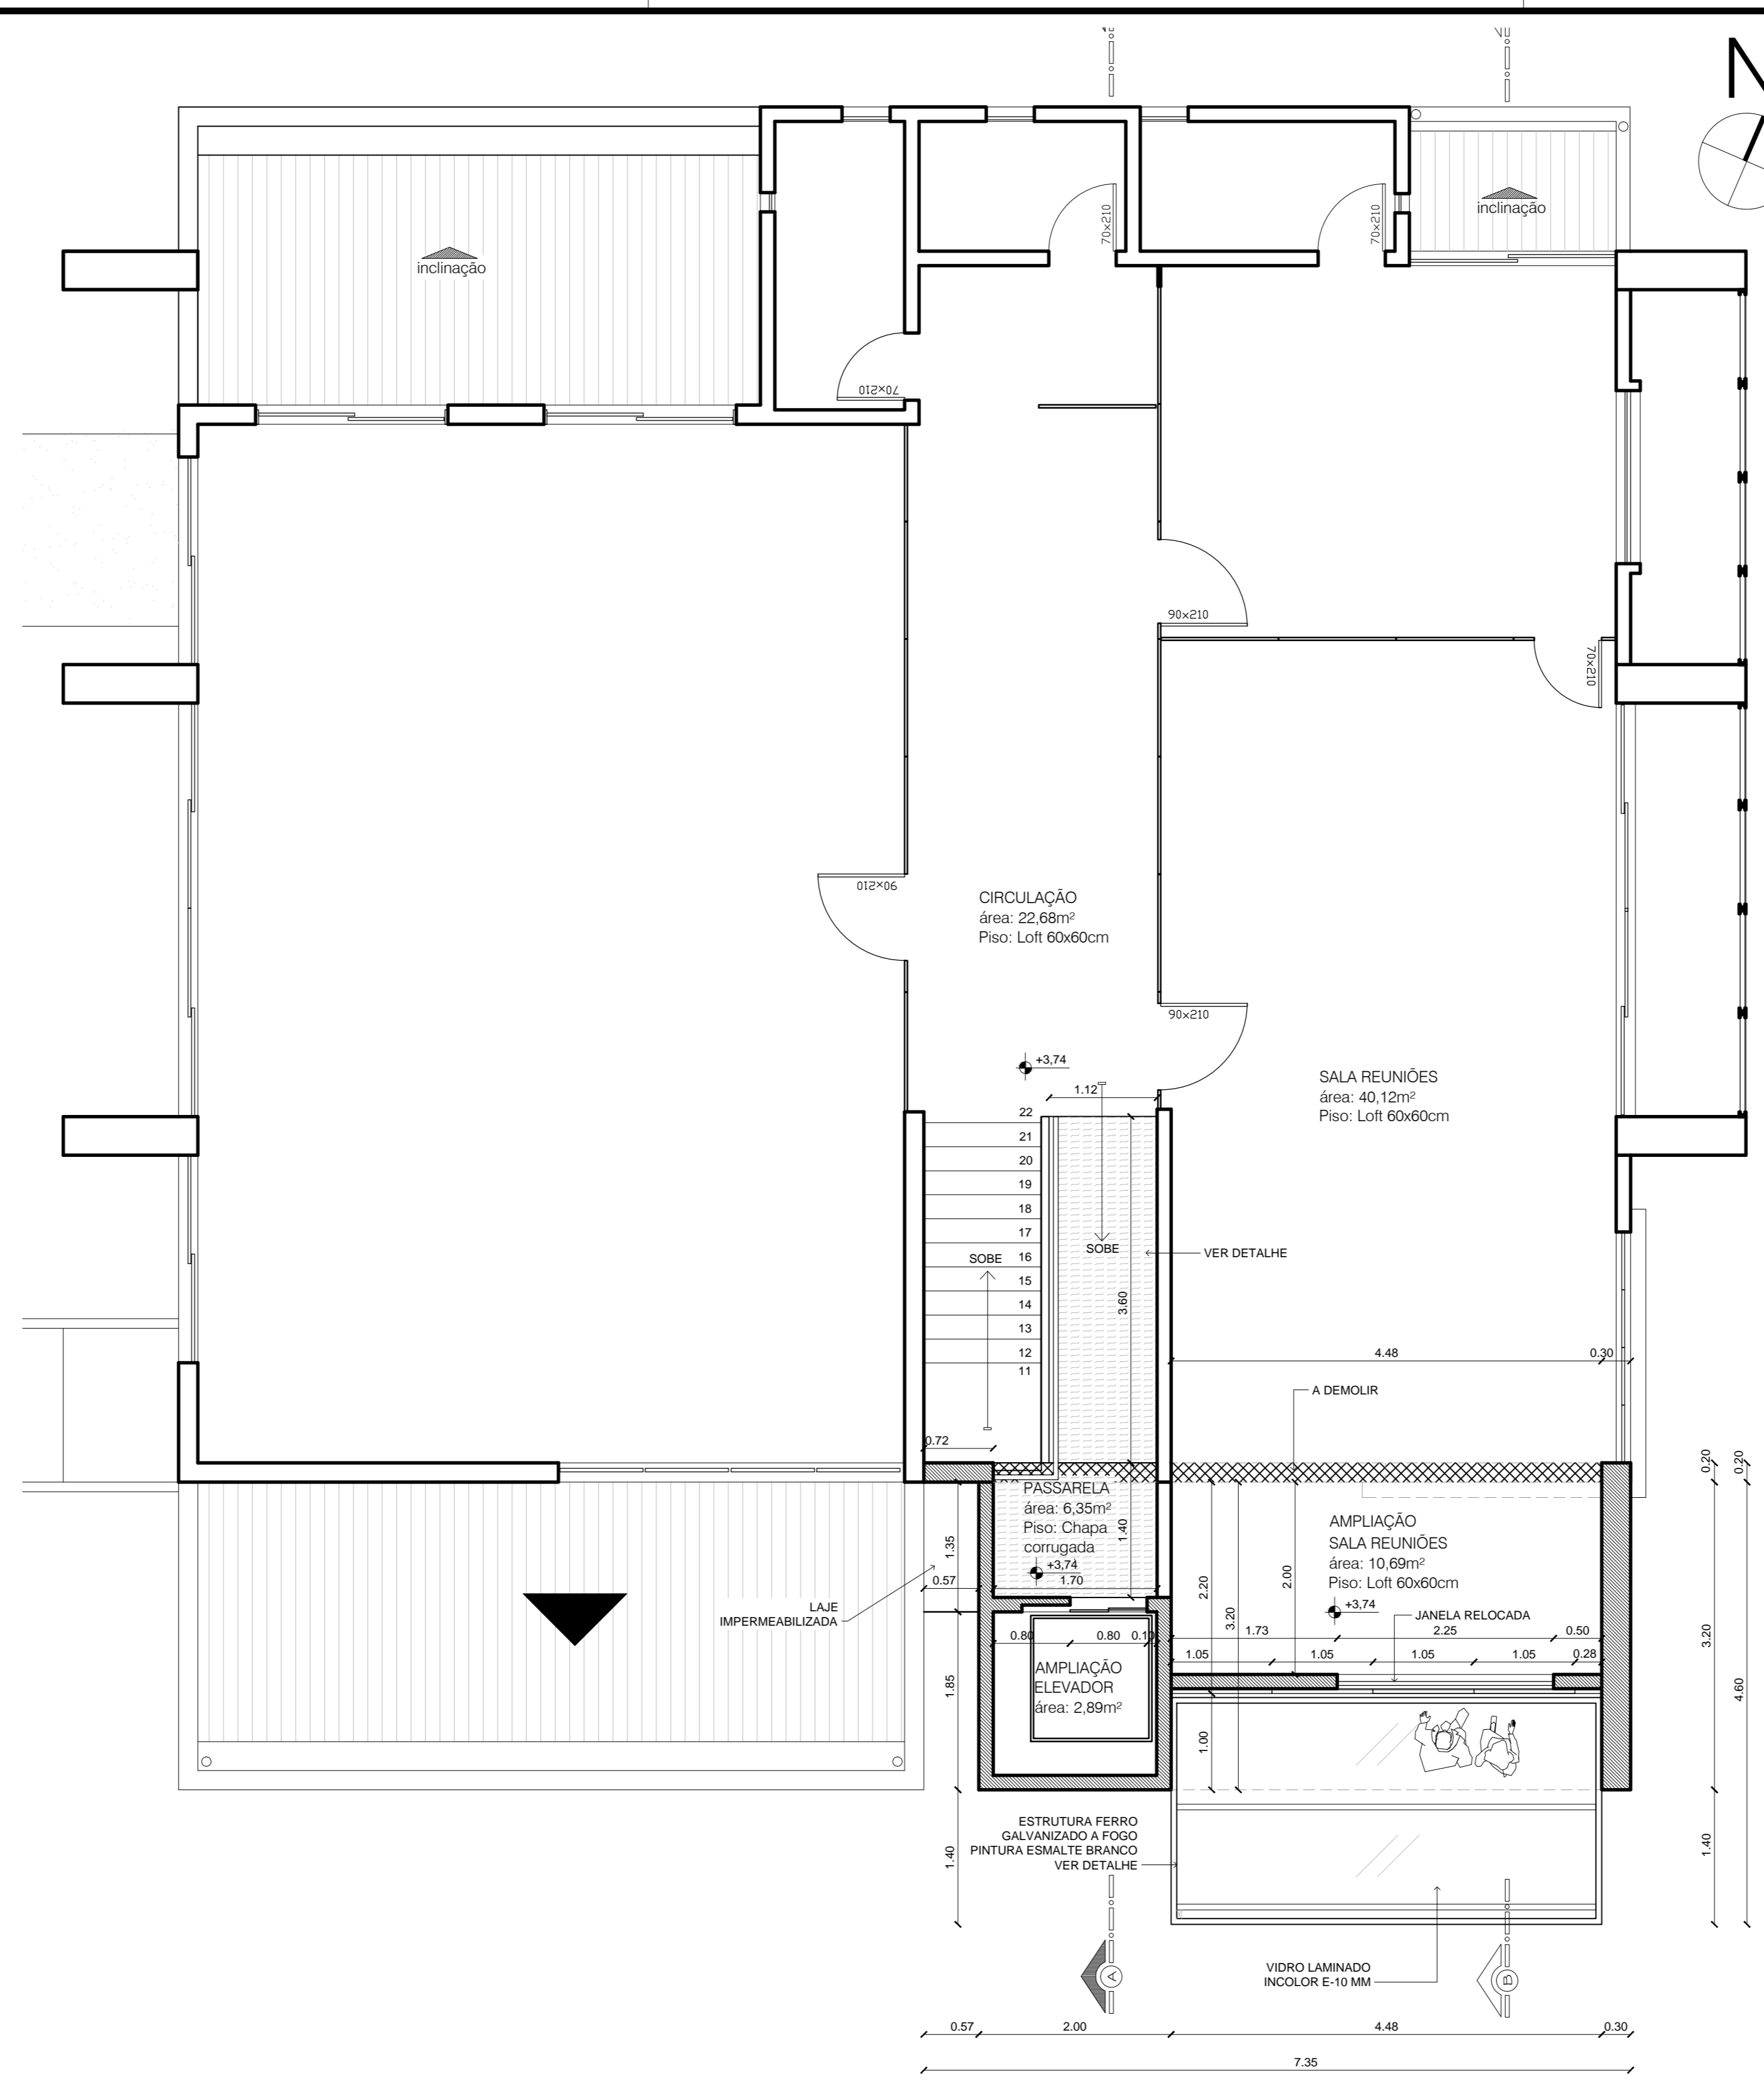 N
inclinação
inclinação
70x210
70x210
70x210
90x210
70x210
90x210
CIRCULAÇÃO
área: 22,68m²
Piso: Loft 60x60cm
90x210
+3,74
SALA REUNIÕES
área: 40,12m²
Piso: Loft 60x60cm
1.12
22
21
20
19
18
17
16
15
14
13
12
11
SOBE
SOBE
VER DETALHE
3.60
4.48
0.30
A DEMOLIR
0.72
0.20
0.20
PASSARELA
área: 6,35m²
Piso: Chapa
corrugada
+3,74
1.40
1.70
1.35
0.57
LAJE
IMPERMEABILIZADA
AMPLIAÇÃO
SALA REUNIÕES
área: 10,69m²
Piso: Loft 60x60cm
+3,74
JANELA RELOCADA
2.20
3.20
2.00
1.73
2.25
0.50
1.05
1.05
1.05
1.05
0.28
0.80
0.80
0.10
AMPLIAÇÃO
ELEVADOR
área: 2,89m²
1.85
1.00
3.20
4.60
ESTRUTURA FERRO
GALVANIZADO A FOGO
PINTURA ESMALTE BRANCO
VER DETALHE
1.40
1.40
VIDRO LAMINADO
INCOLOR E-10 MM
A
B
0.57
2.00
4.48
0.30
7.35